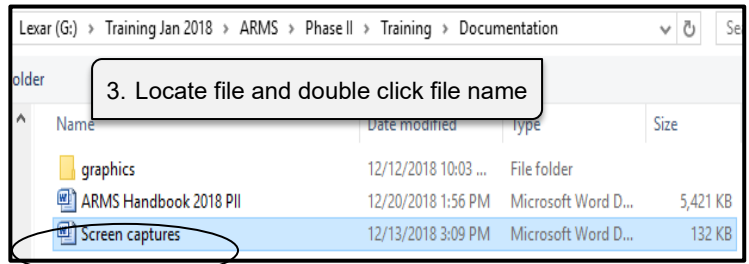 Lexar (G:) > Training Jan 2018 > ARMS > Phase II > Training > Documentation Sea
older
3. Locate file and double click file name
Name Date modified Type Size
graphics 12/12/2018 10:03 ... File folder
ARMS Handbook 2018 PII 12/20/2018 1:56 PM Microsoft Word D... 5,421 KB
Screen captures 12/13/2018 3:09 PM Microsoft Word D... 132 KB